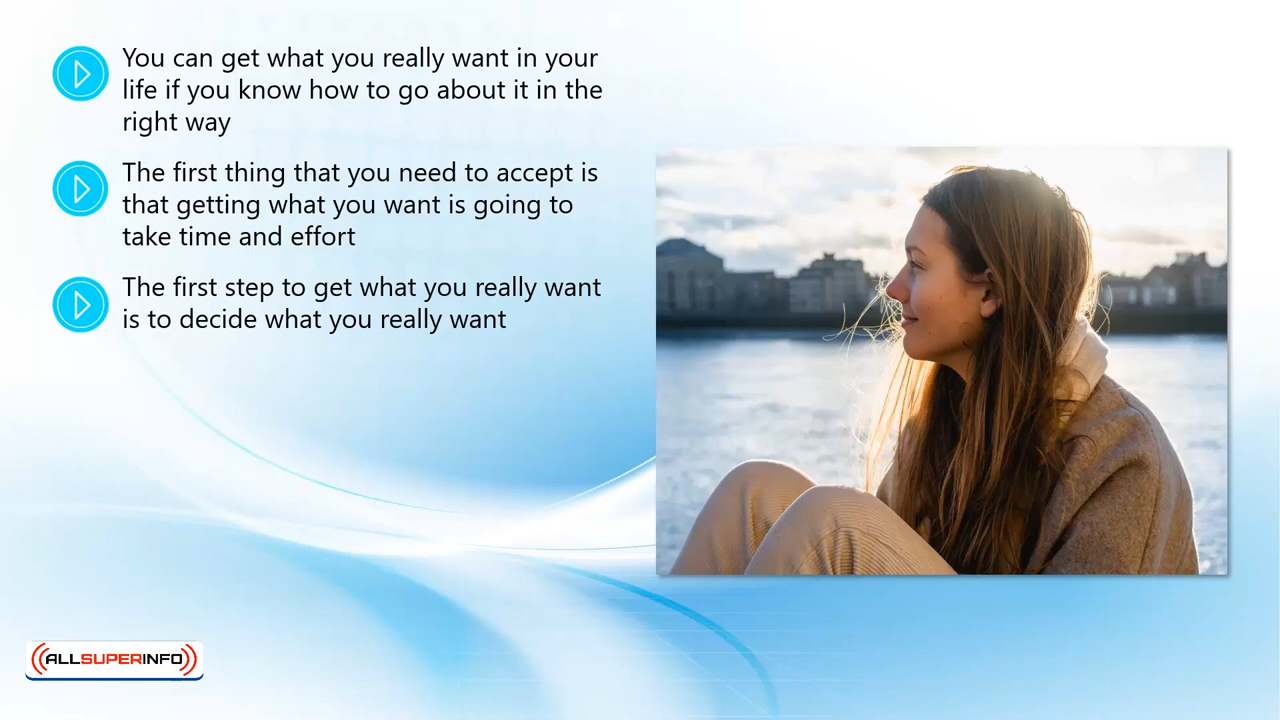 You can get what you really want in your
life if you know how to go about it in the
right way
The first thing that you need to accept is
that getting what you want is going to
take time and effort
The first step to get what you really want
is to decide what you really want
ALLSUPERINFO